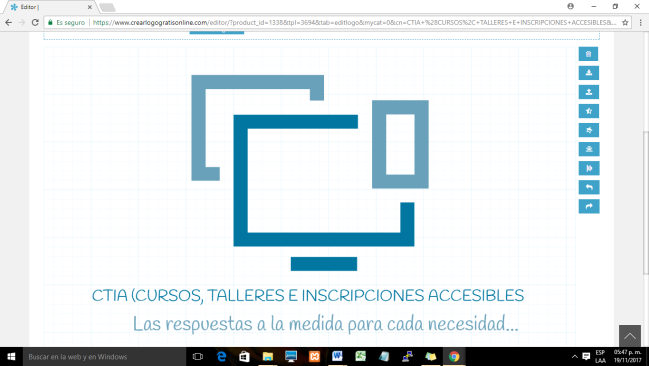 Editor |
Es seguro | https://www.crearlogogratisonline.com/editor/?product_id=1338&tpl=3694&tab=editlogo&mycat=0&cn=CTIA+%28CURSOS%2C+TALLERES+E+INSCRIPCIONES+ACCESIBLES&...
CTIA (CURSOS, TALLERES E INSCRIPCIONES ACCESIBLES
Las respuestas a la medida para cada necesidad...
Buscar en la web y en Windows
ESP
LAA
05:47 p. m.
19/11/2017